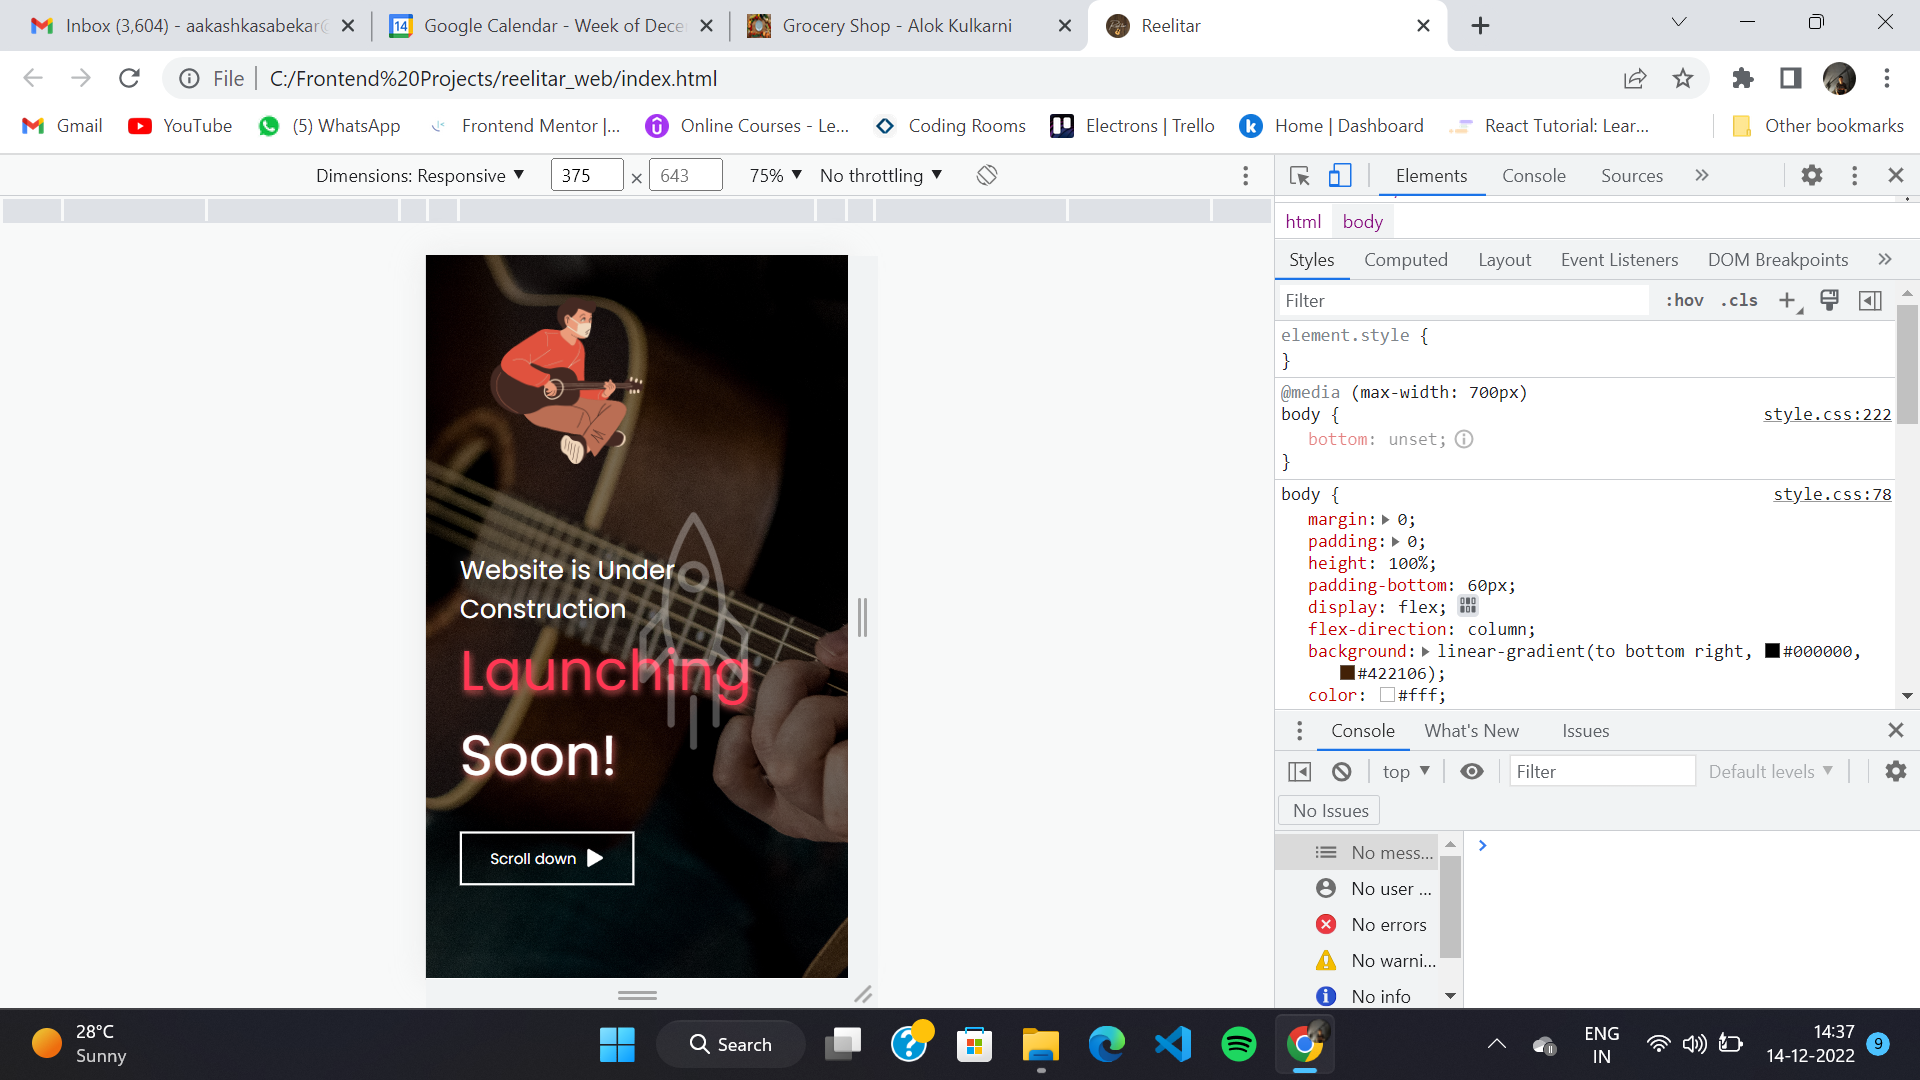 Inbox (3,604) - aakashkasabekar@
Google Calendar - Week of Dece
Grocery Shop - Alok Kulkarni
Reelitar
File
C:/Frontend%20Projects/reelitar_web/index.html
Gmail
YouTube
(5) WhatsApp
Frontend Mentor |...
Online Courses - Le...
Coding Rooms
Electrons | Trello
Home | Dashboard
React Tutorial: Lear...
Other bookmarks
Dimensions: Responsive
375
×
643
75%
No throttling
Elements
Console
Sources
html
body
Styles
Computed
Layout
Event Listeners
DOM Breakpoints
Filter
:hov
.cls
element.style {
}
@media (max-width: 700px)
body {
style.css:222
bottom: unset;
}
body {
style.css:78
margin: 0;
padding: 0;
height: 100%;
padding-bottom: 60px;
display: flex;
flex-direction: column;
background: linear-gradient(to bottom right, #000000,
#422106);
color: #fff;
Website is Under
Construction
Launching
Soon!
Scroll down
Console
What's New
Issues
top
Filter
Default levels
No Issues
No mess...
No user ...
No errors
No warni...
No info
28°C
Sunny
Search
ENG
IN
14:37
14-12-2022
9